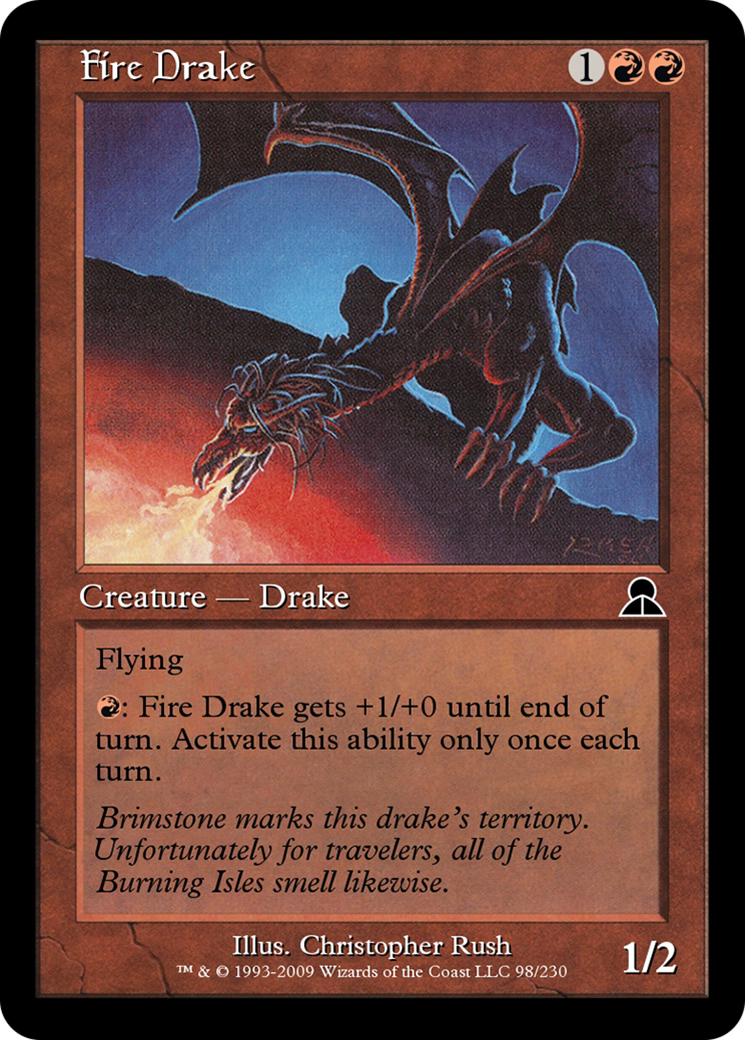 Fire Drake 1
Creature — Drake
Flying
: Fire Drake gets +1/+0 until end of
turn. Activate this ability only once each
turn.
Brimstone marks this drake's territory.
Unfortunately for travelers, all of the
Burning Isles smell likewise.
Illus. Christopher Rush
™ & © 1993-2009 Wizards of the Coast LLC 98/230
1/2